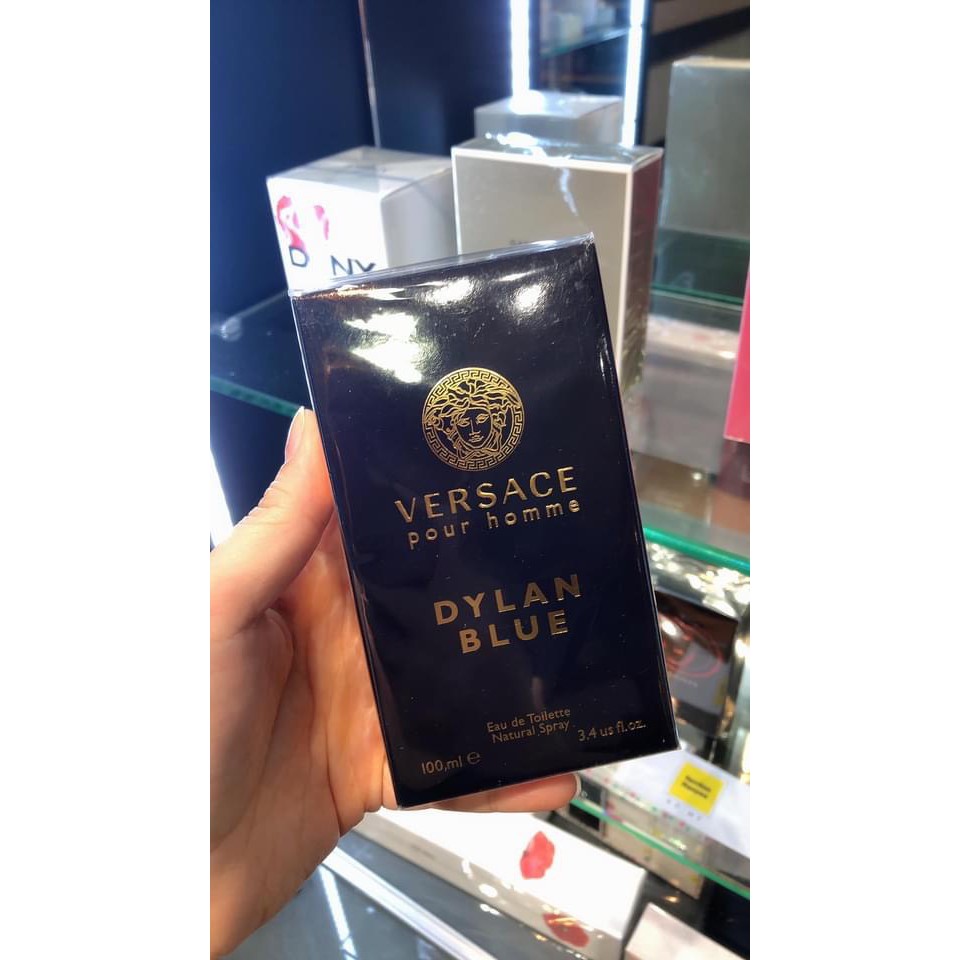 DKNY
VERSACE
pour homme
DYLAN
BLUE
Eau de Toilette
Natural Spray
100 ml e
3.4 us fl.oz.